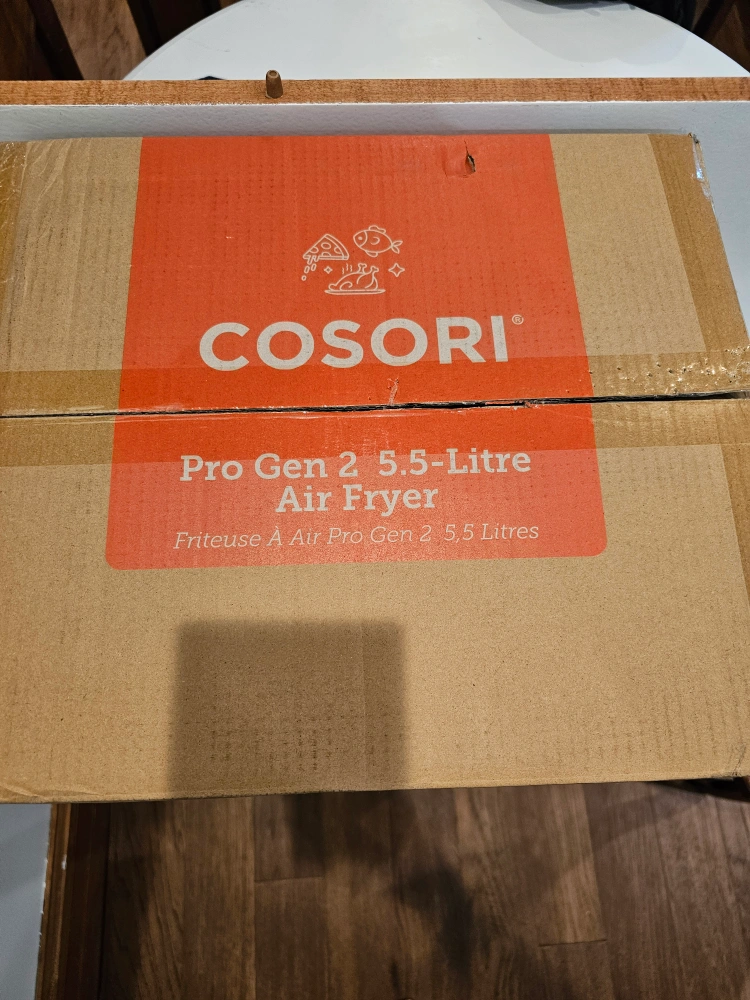 COSORI®
Pro Gen 2 5.5-Litre
Air Fryer
Friteuse À Air Pro Gen 2 5,5 Litres